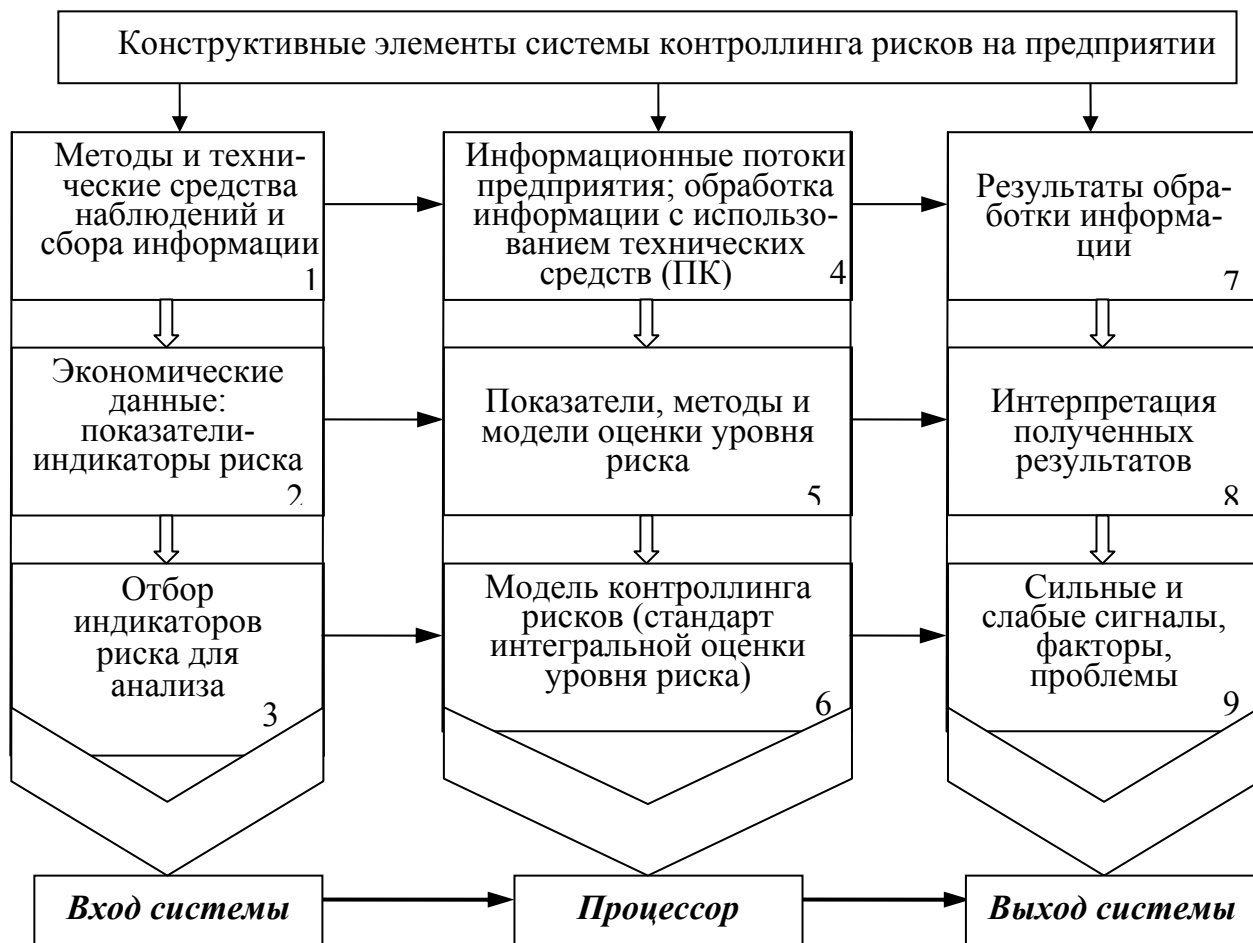 Конструктивные элементы системы контроллинга рисков на предприятии
Методы и техни-
ческие средства
наблюдений и
сбора информации
1
Информационные потоки
предприятия; обработка
информации с использо-
ванием технических
средств (ПК)
4
Результаты обра-
ботки информа-
ции
7
Экономические
данные:
показатели-
индикаторы риска
2
Показатели, методы и
модели оценки уровня
риска
5
Интерпретация
полученных
результатов
8
Отбор
индикаторов
риска для
анализа
3
Модель контроллинга
рисков (стандарт
интегральной оценки
уровня риска)
6
Сильные и
слабые сигналы,
факторы,
проблемы
9
Вход системы
Процессор
Выход системы